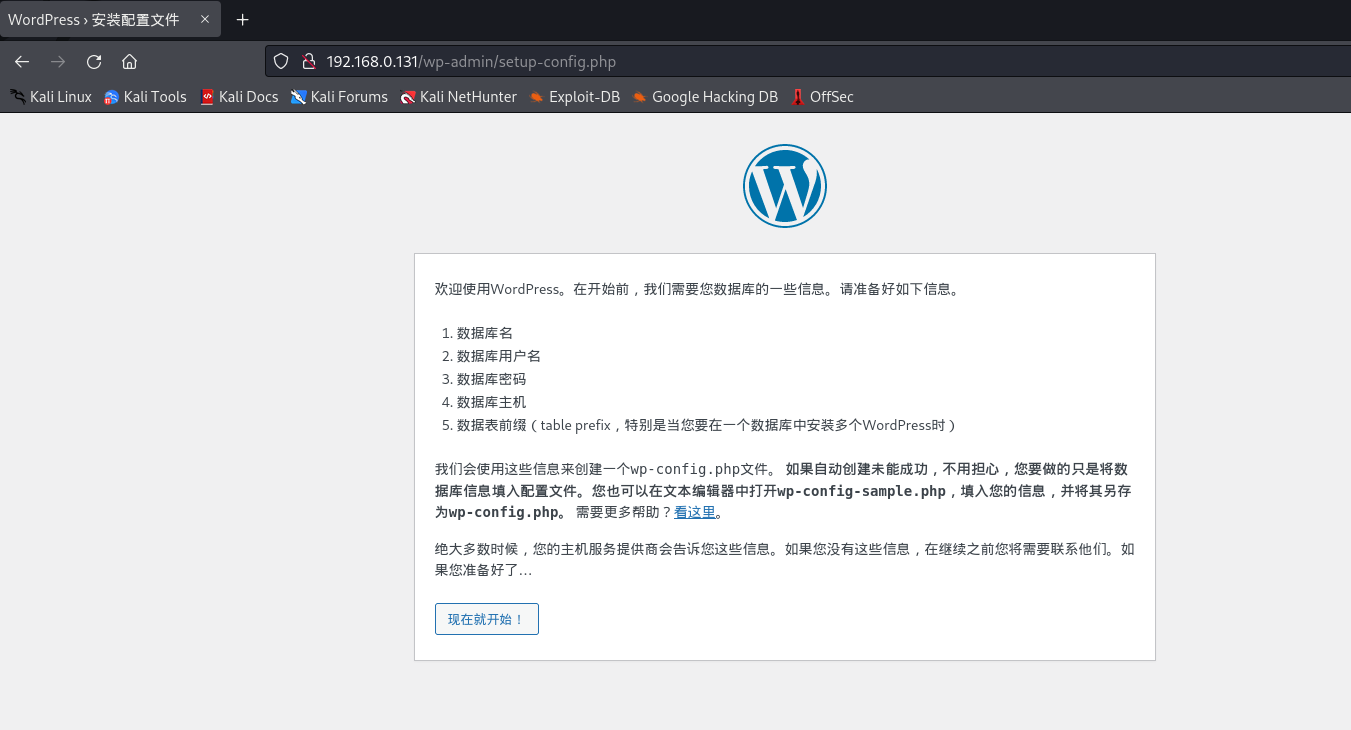 WordPress › 安装配置文件
192.168.0.131/wp-admin/setup-config.php
Kali Linux Kali Tools Kali Docs Kali Forums Kali NetHunter Exploit-DB Google Hacking DB OffSec
欢迎使用WordPress。在开始前，我们需要您数据库的一些信息。请准备好如下信息。
1. 数据库名
2. 数据库用户名
3. 数据库密码
4. 数据库主机
5. 数据表前缀（table prefix，特别是当您要在一个数据库中安装多个WordPress时）
我们会使用这些信息来创建一个wp-config.php文件。 如果自动创建未能成功，不用担心，您要做的只是将数
据库信息填入配置文件。您也可以在文本编辑器中打开wp-config-sample.php，填入您的信息，并将其另存
为wp-config.php。 需要更多帮助？看这里。
绝大多数时候，您的主机服务提供商会告诉您这些信息。如果您没有这些信息，在继续之前您将需要联系他们。如
果您准备好了…
现在就开始！